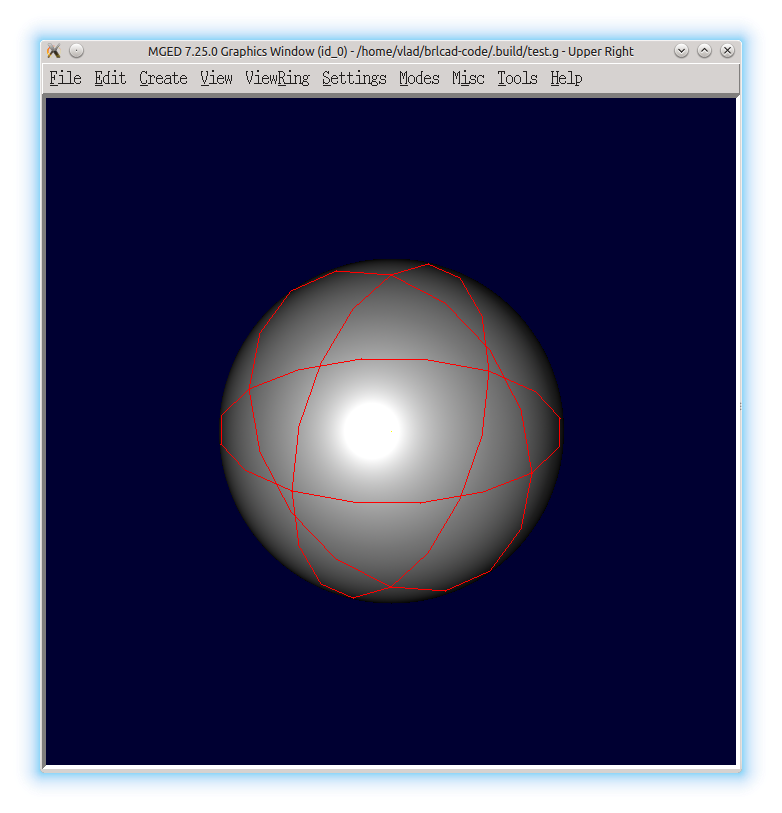 MGED 7.25.0 Graphics Window (id_0) - /home/vlad/brlcad-code/.build/test.g - Upper Right
File Edit Create View ViewRing Settings Modes Misc Tools Help